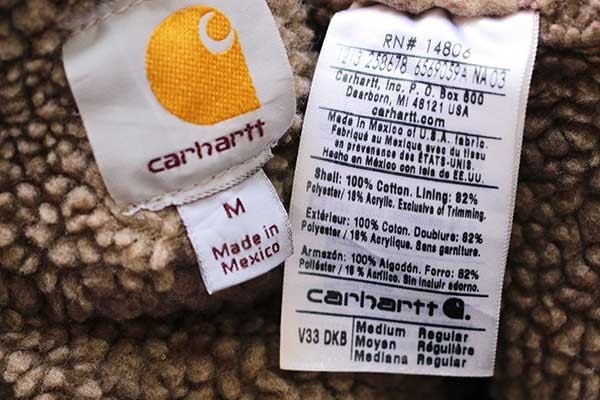 carhartt
M
Made in
Mexico
RN# 14806
1213 258678 6569059A NA 03
Carhartt, Inc. P. O. Box 600
Dearborn, MI 48121 USA
carhartt.com
Made in Mexico of U.S.A. fabric.
Fabriqué au Mexique avec du tissu
en provenance des ÉTATS-UNIS.
Hecho en México con tela de EE.UU.
Shell: 100% Cotton. Lining: 82%
Polyester/ 18% Acrylic. Exclusive of Trimming.
Extérieur: 100% Coton. Doublure: 82%
Polyester / 18% Acrylique. Sans garniture.
Armazón: 100% Algodón. Forro: 82%
Poliéster / 18 % Acrílico. Sin incluir adorno.
carhartt
V33 DKB
Medium Regular
Moyen Régulière
Mediana Regular